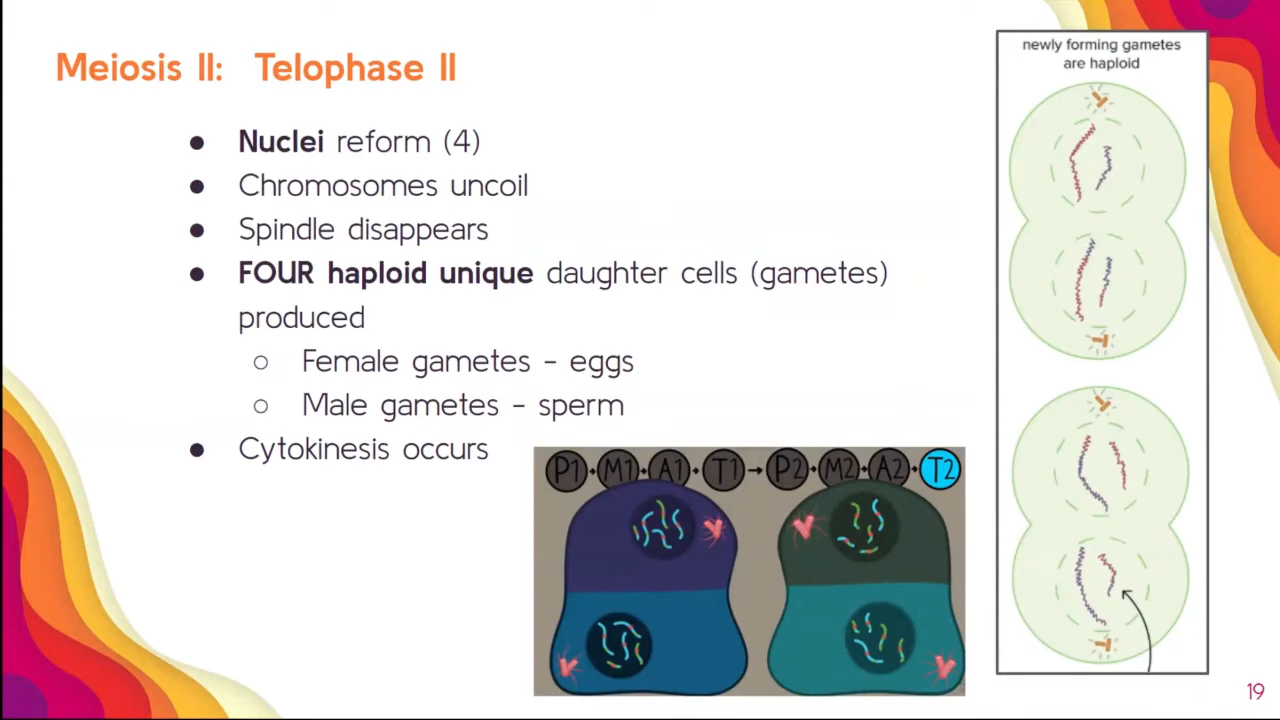 Meiosis II: Telophase II
● Nuclei reform (4)
● Chromosomes uncoil
● Spindle disappears
● FOUR haploid unique daughter cells (gametes)
produced
○ Female gametes - eggs
○ Male gametes - sperm
● Cytokinesis occurs
P1 M1 A1 T1 → P2 M2 A2 T2
newly forming gametes
are haploid
19